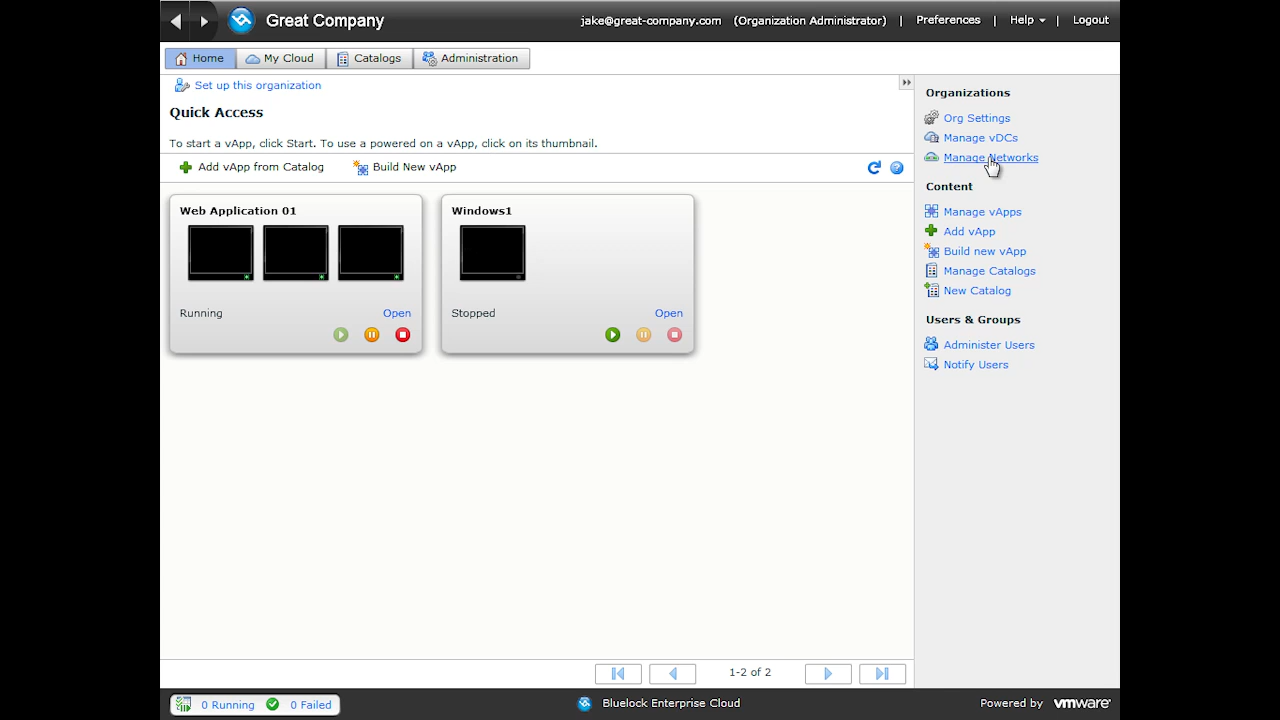 Great Company
jake@great-company.com (Organization Administrator) | Preferences | Help | Logout
Home My Cloud Catalogs Administration
Set up this organization
Quick Access
To start a vApp, click Start. To use a powered on a vApp, click on its thumbnail.
Add vApp from Catalog Build New vApp
Web Application 01
Running Open
Windows1
Stopped Open
1-2 of 2
Organizations
Org Settings
Manage vDCs
Manage Networks
Content
Manage vApps
Add vApp
Build new vApp
Manage Catalogs
New Catalog
Users & Groups
Administer Users
Notify Users
0 Running 0 Failed
Bluelock Enterprise Cloud
Powered by vmware